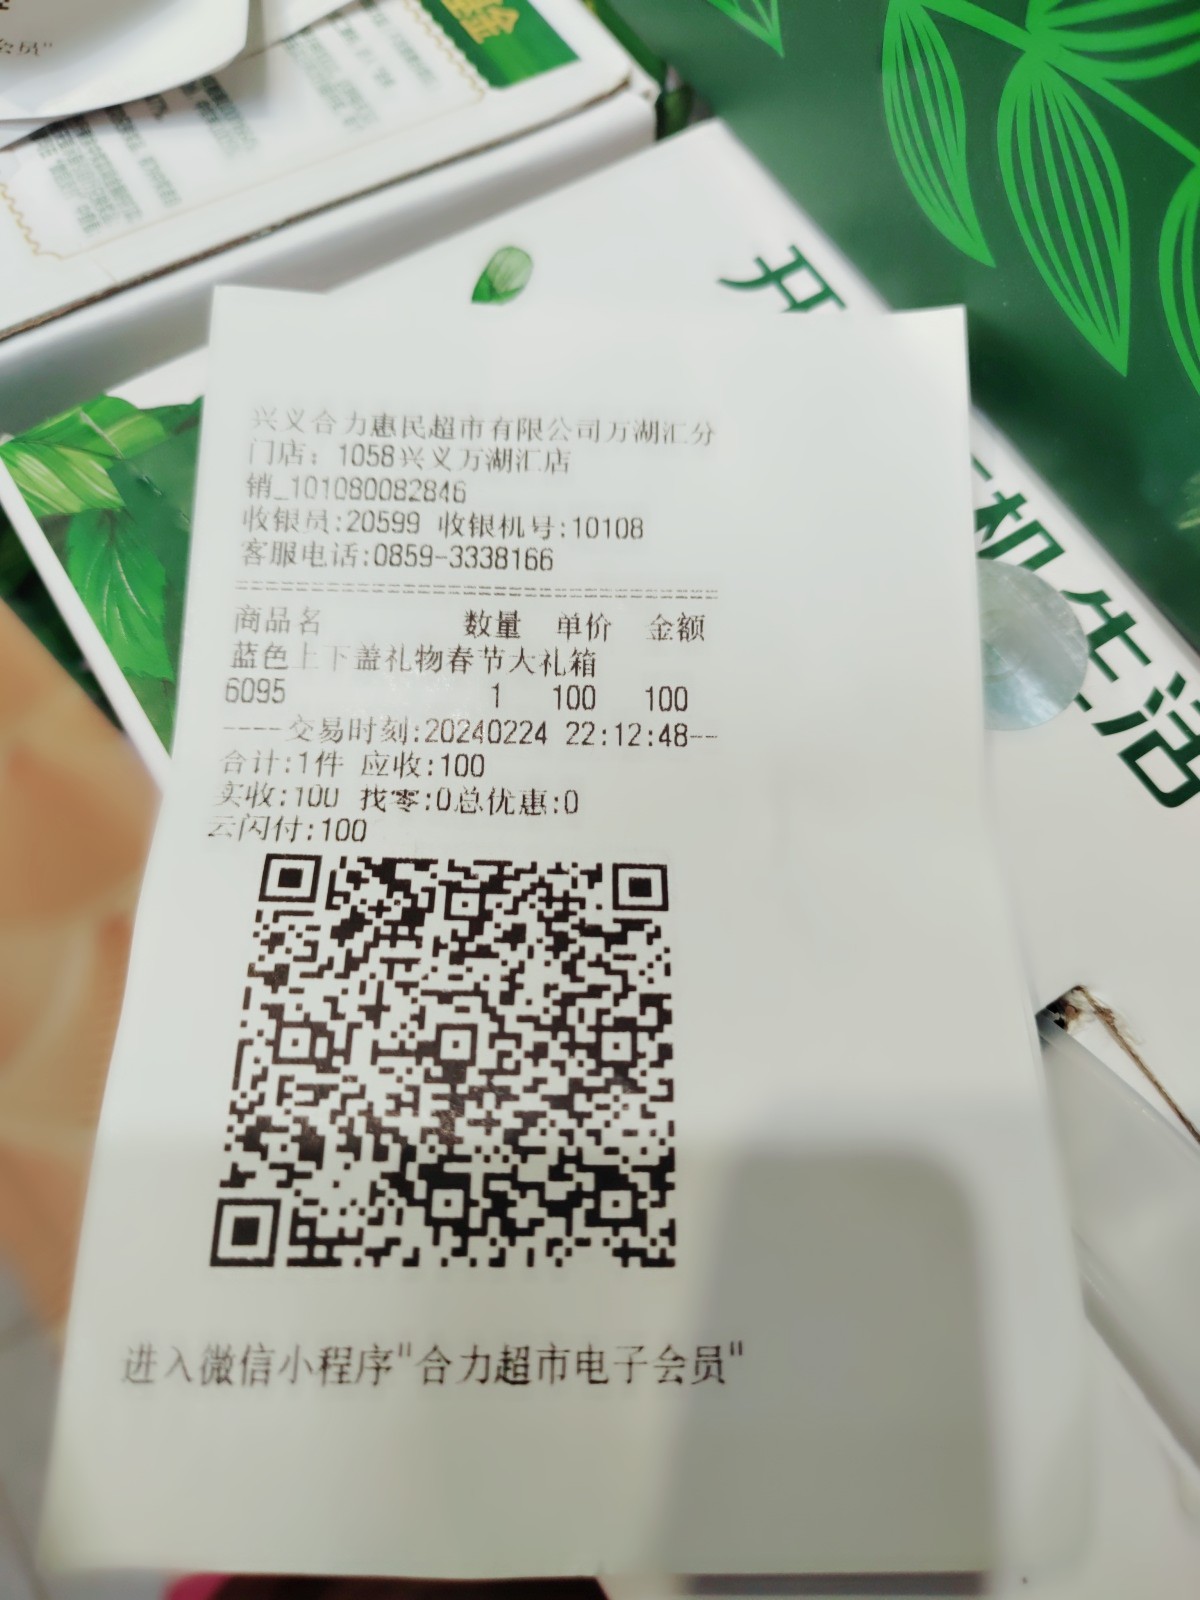 会员"
兴义合力惠民超市有限公司万湖汇分
门店：1058兴义万湖汇店
销_101080082846
收银员:20599 收银机号:10108
客服电话:0859-3338166
商品名 数量 单价 金额
蓝色上下盖礼物春节大礼箱
6095 1 100 100
----交易时刻:20240224 22:12:48--
合计:1件 应收:100
实收:100 找零:0总优惠:0
云闪付:100
进入微信小程序"合力超市电子会员"
机生活